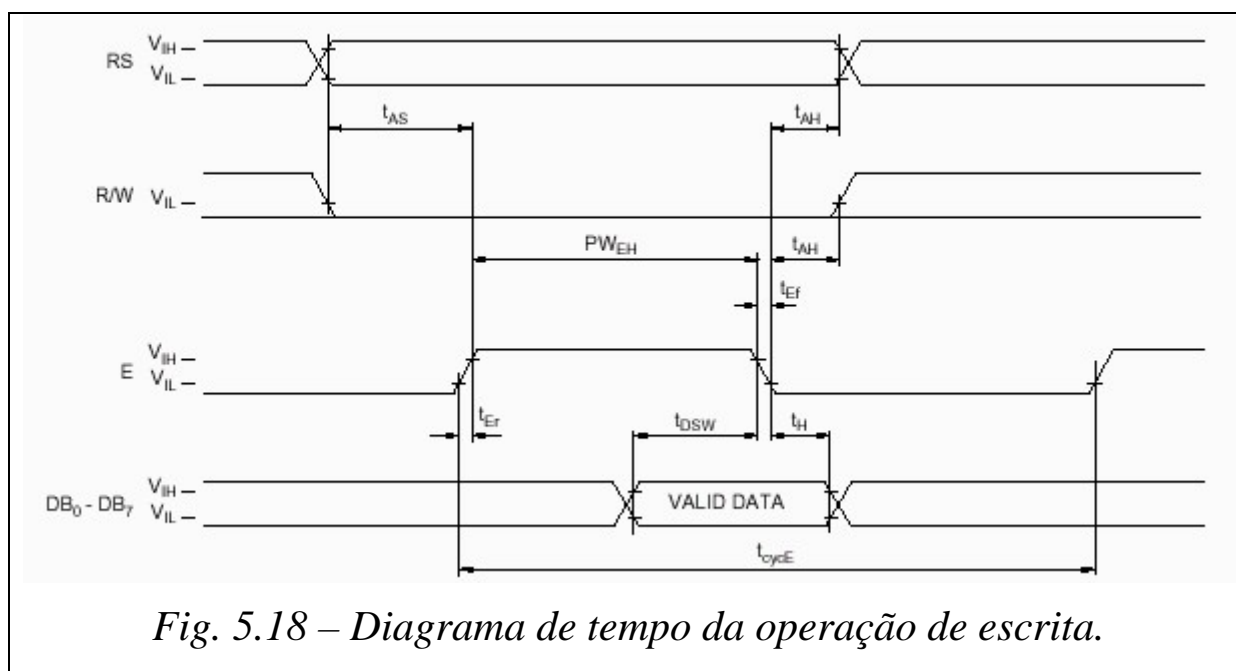 RS V_IH
V_IL
t_AS t_AH
R/W V_IL
PW_EH t_AH
t_Ef
E V_IH
V_IL
t_Er t_DSW t_H
DB_0 - DB_7 V_IH VALID DATA
V_IL
t_cycE
Fig. 5.18 – Diagrama de tempo da operação de escrita.